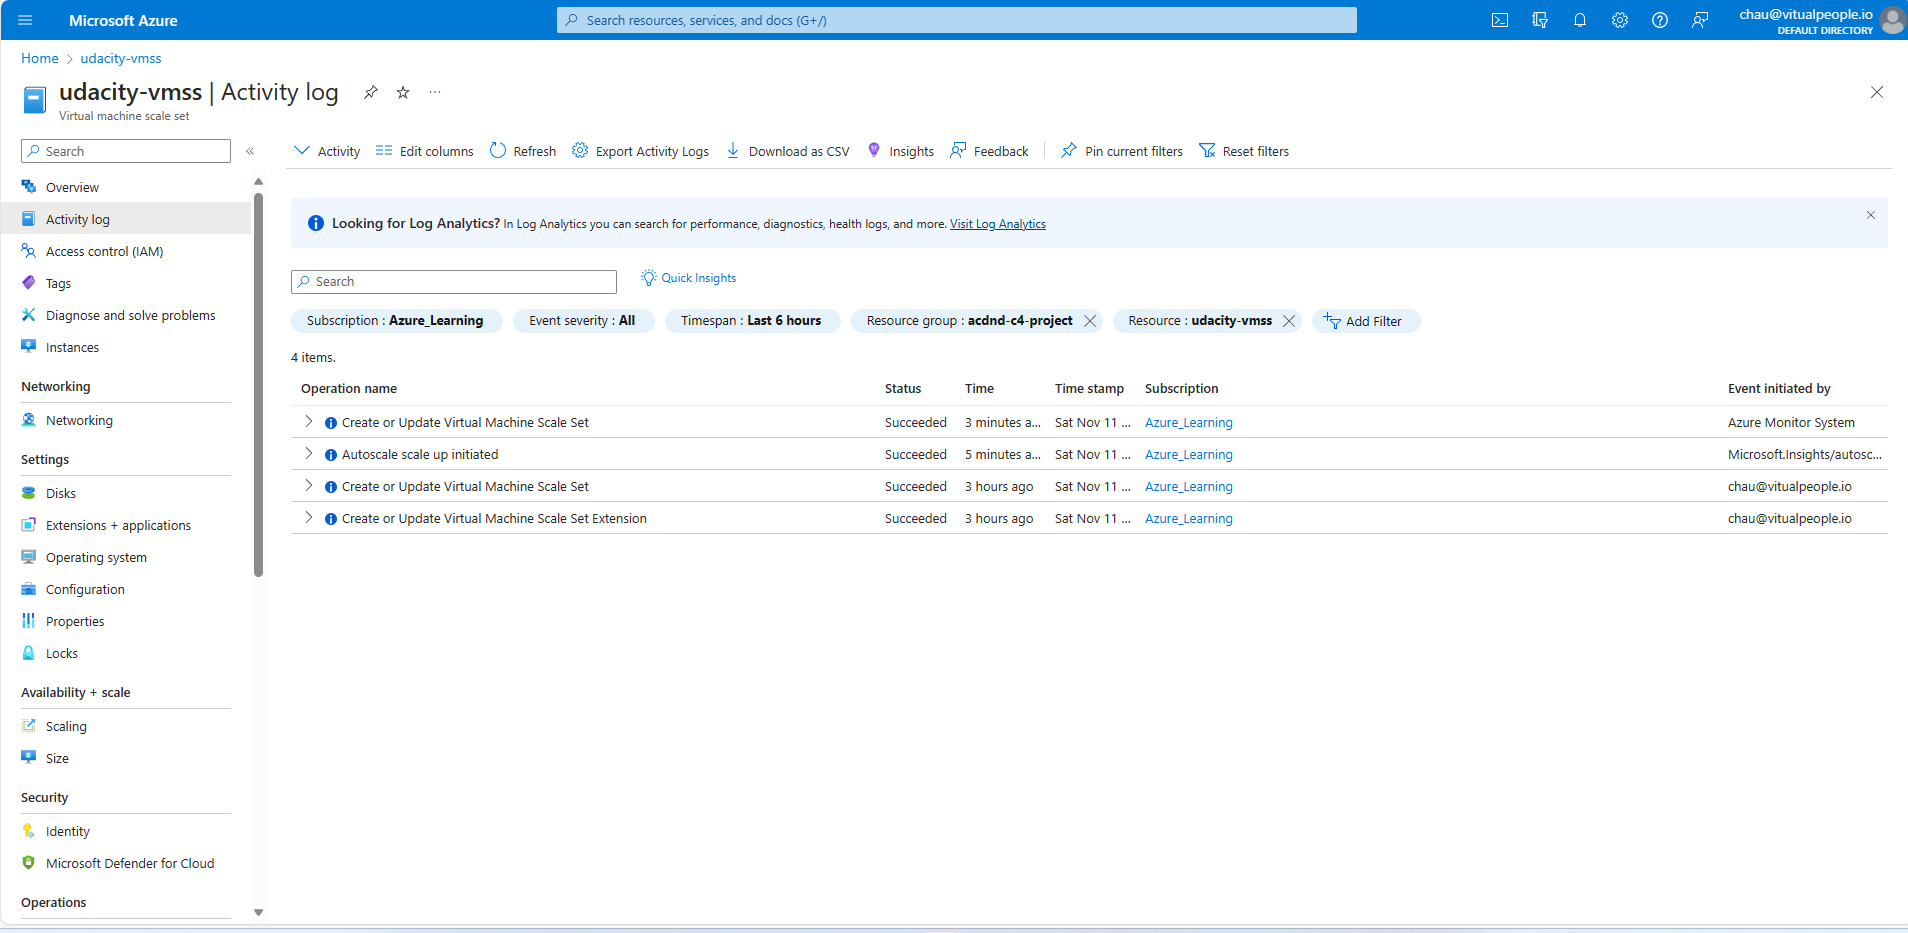 Microsoft Azure
Search resources, services, and docs (G+/)
chau@vitualpeople.io
DEFAULT DIRECTORY
Home > udacity-vmss
udacity-vmss | Activity log
Virtual machine scale set
Search
Overview
Activity log
Access control (IAM)
Tags
Diagnose and solve problems
Instances
Networking
Networking
Settings
Disks
Extensions + applications
Operating system
Configuration
Properties
Locks
Availability + scale
Scaling
Size
Security
Identity
Microsoft Defender for Cloud
Operations
Activity Edit columns Refresh Export Activity Logs Download as CSV Insights Feedback Pin current filters Reset filters
Looking for Log Analytics? In Log Analytics you can search for performance, diagnostics, health logs, and more. Visit Log Analytics
Search Quick Insights
Subscription : Azure_Learning Event severity : All Timespan : Last 6 hours Resource group : acdnd-c4-project Resource : udacity-vmss Add Filter
4 items.
Operation name Status Time Time stamp Subscription Event initiated by
Create or Update Virtual Machine Scale Set Succeeded 3 minutes a... Sat Nov 11 ... Azure_Learning Azure Monitor System
Autoscale scale up initiated Succeeded 5 minutes a... Sat Nov 11 ... Azure_Learning Microsoft.Insights/autosc...
Create or Update Virtual Machine Scale Set Succeeded 3 hours ago Sat Nov 11 ... Azure_Learning chau@vitualpeople.io
Create or Update Virtual Machine Scale Set Extension Succeeded 3 hours ago Sat Nov 11 ... Azure_Learning chau@vitualpeople.io